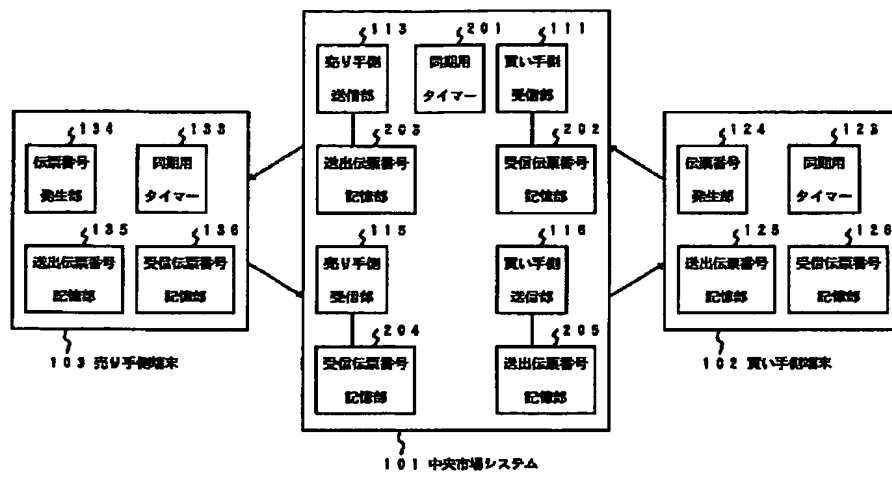 113
201
111
売り手側
送信部
同期用
タイマー
買い手側
受信部
134
133
伝票番号
発生部
同期用
タイマー
203
202
送出伝票番号
記憶部
受信伝票番号
記憶部
124
123
伝票番号
発生部
同期用
タイマー
135
136
送出伝票番号
記憶部
受信伝票番号
記憶部
115
116
売り手側
受信部
買い手側
送信部
125
126
送出伝票番号
記憶部
受信伝票番号
記憶部
204
205
受信伝票番号
記憶部
送出伝票番号
記憶部
103 売り手側端末
102 買い手側端末
101 中央市場システム